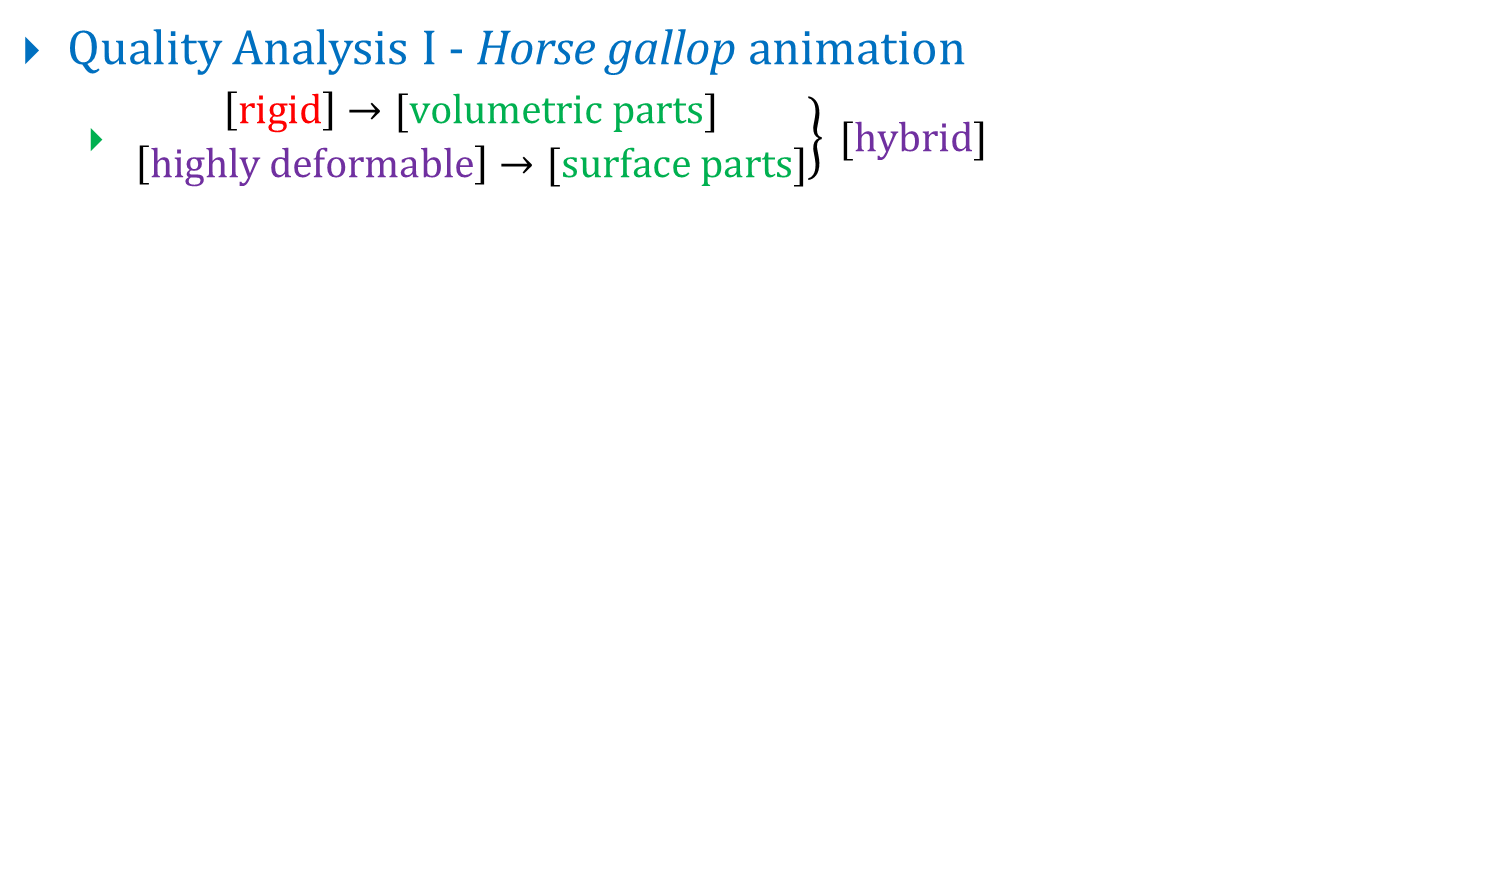 Quality Analysis I - Horse gallop animation
[rigid] → [volumetric parts]
[highly deformable] → [surface parts]} [hybrid]